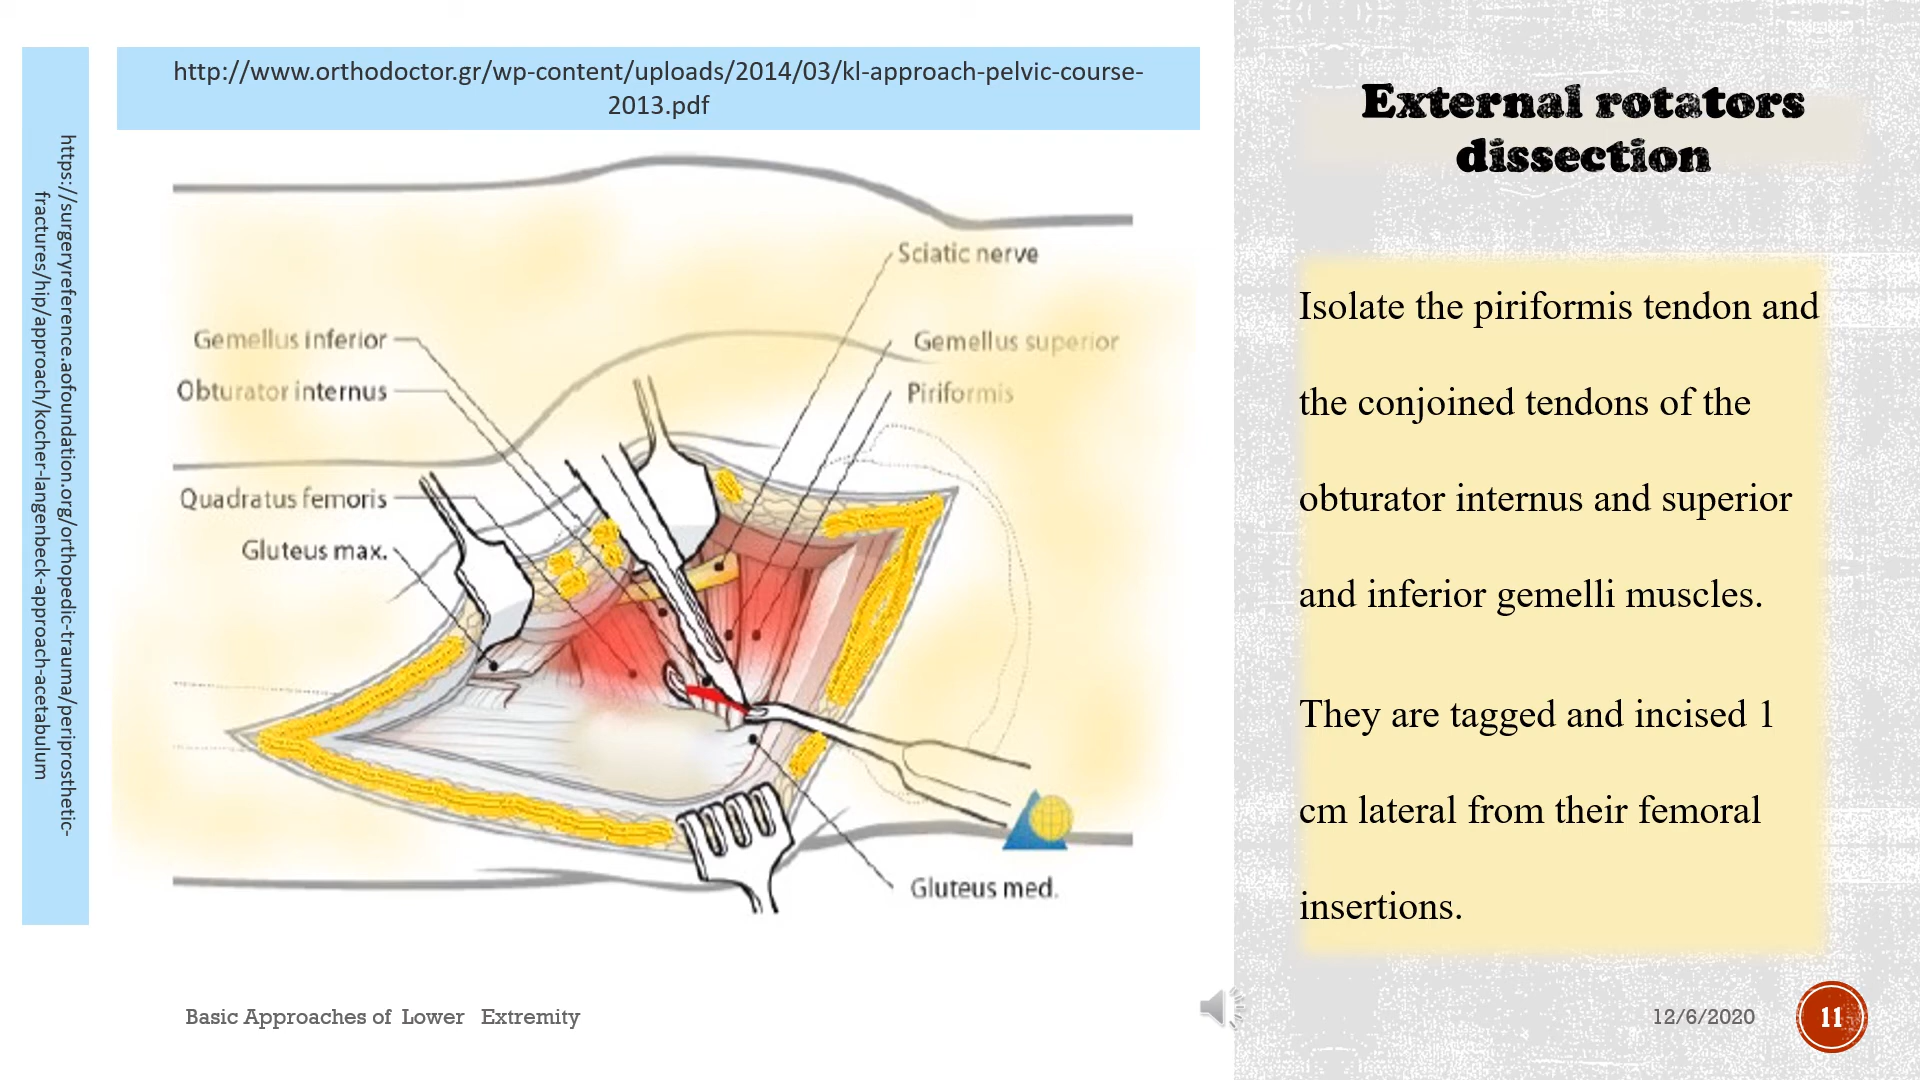 http://www.orthodoctor.gr/wp-content/uploads/2014/03/kl-approach-pelvic-course-
2013.pdf
https://surgeryreference.aofoundation.org/orthopedic-trauma/periprosthetic-
fractures/hip/approach/kocher-langenbeck-approach-acetabulum
Sciatic nerve
Gemellus inferior
Gemellus superior
Obturator internus
Piriformis
Quadratus femoris
Gluteus max.
Gluteus med.
External rotators
dissection
Isolate the piriformis tendon and
the conjoined tendons of the
obturator internus and superior
and inferior gemelli muscles.
They are tagged and incised 1
cm lateral from their femoral
insertions.
Basic Approaches of Lower Extremity
12/6/2020
11